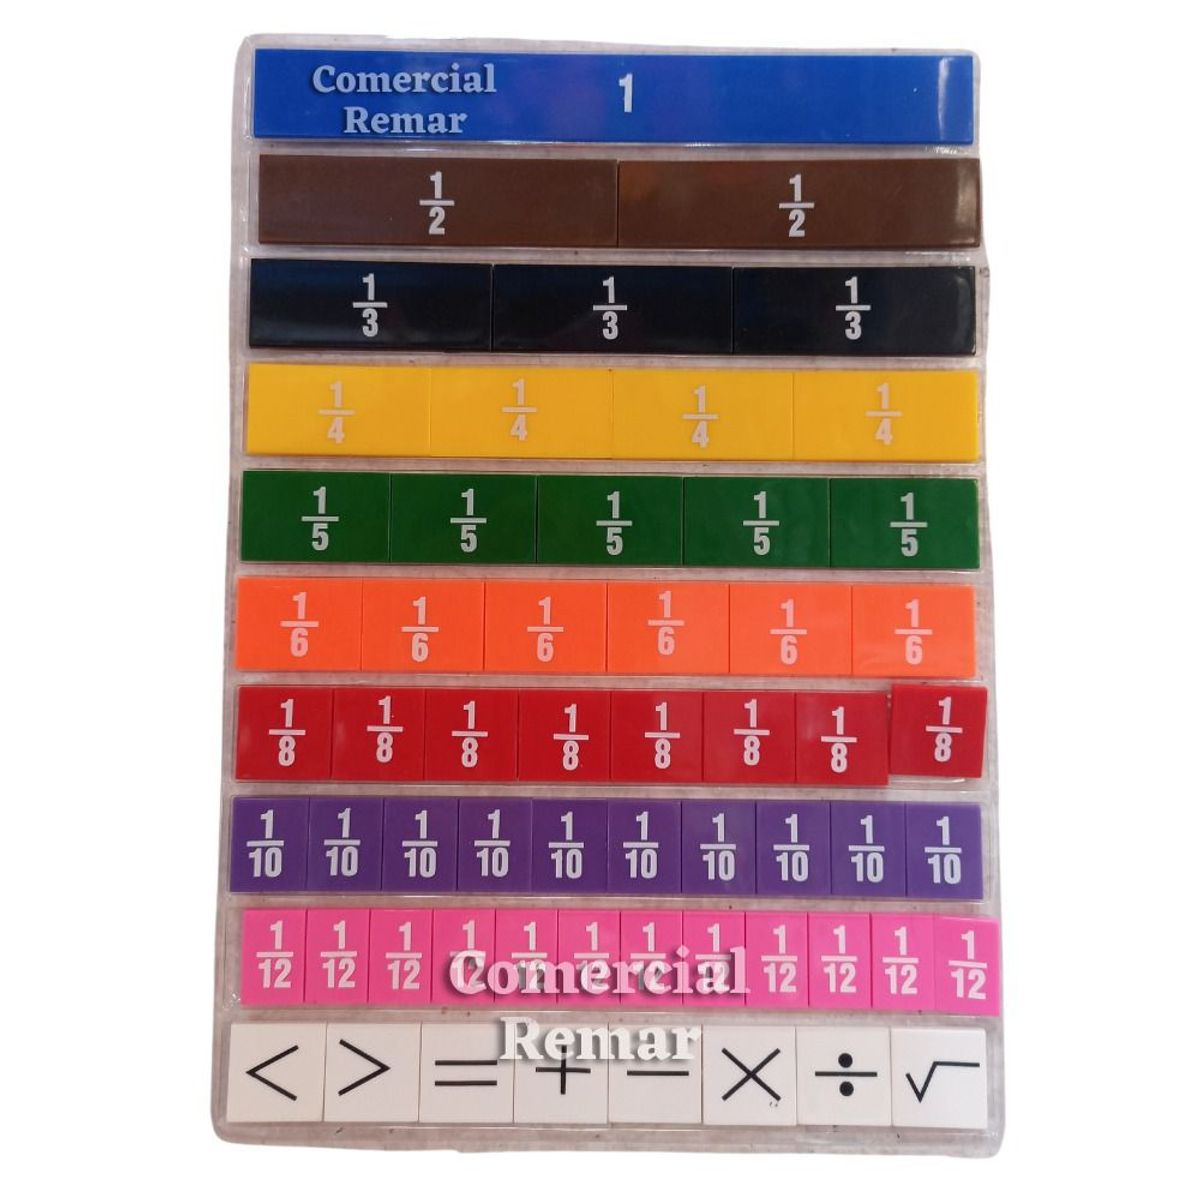 Comercial
Remar
1
1/2 1/2
1/3 1/3 1/3
1/4 1/4 1/4 1/4
1/5 1/5 1/5 1/5 1/5
1/6 1/6 1/6 1/6 1/6 1/6
1/8 1/8 1/8 1/8 1/8 1/8 1/8 1/8
1/10 1/10 1/10 1/10 1/10 1/10 1/10 1/10 1/10 1/10
1/12 1/12 1/12 1/12 1/12 1/12 1/12 1/12 1/12 1/12 1/12 1/12
Comercial
Remar
< > = + − × ÷ √